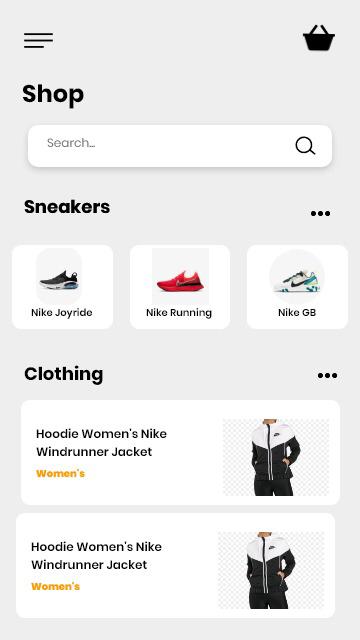 Shop
Search...
Sneakers
Nike Joyride
Nike Running
Nike GB
Clothing
Hoodie Women's Nike
Windrunner Jacket
Women's
Hoodie Women's Nike
Windrunner Jacket
Women's